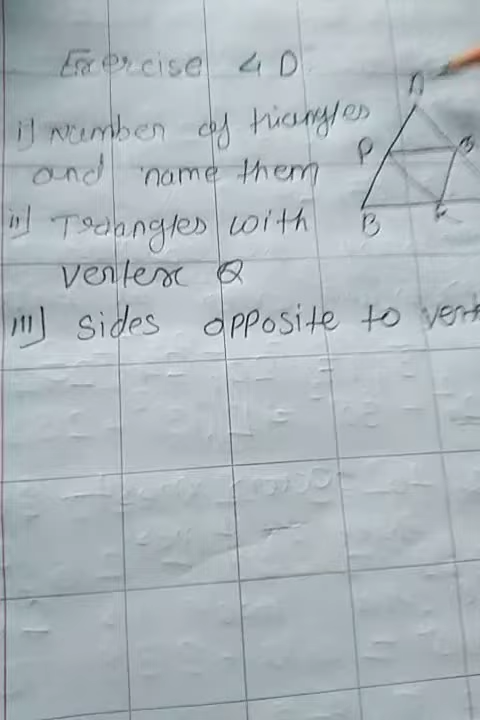 Exercise 4 D
i) Number of triangles
and name them
ii) Triangles with
vertex Q
iii) sides opposite to vert
A
P
B